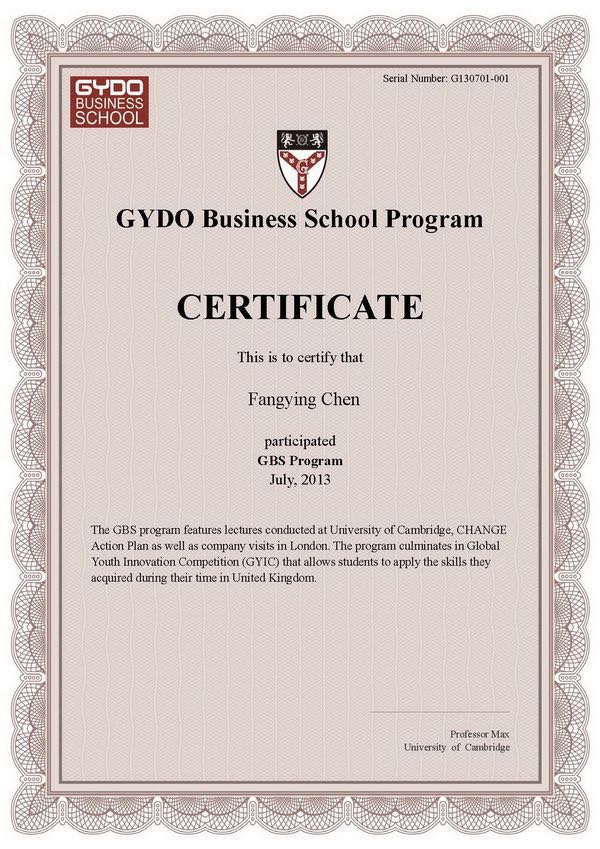 Serial Number: G130701-001
GYDO
BUSINESS
SCHOOL
G
GYDO Business School Program
CERTIFICATE
This is to certify that
Fangying Chen
participated
GBS Program
July, 2013
The GBS program features lectures conducted at University of Cambridge, CHANGE
Action Plan as well as company visits in London. The program culminates in Global
Youth Innovation Competition (GYIC) that allows students to apply the skills they
acquired during their time in United Kingdom.
Professor Max
University of Cambridge